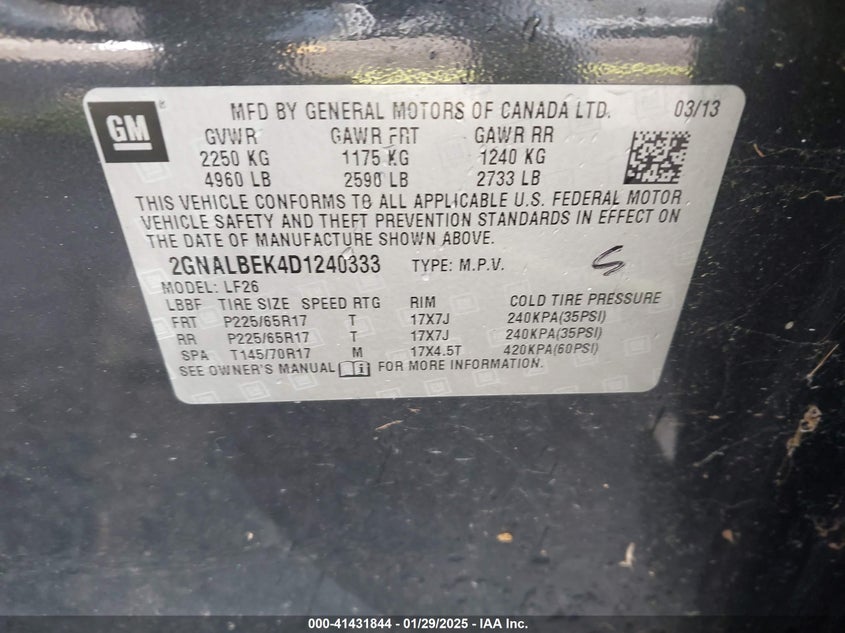 GM ® MFD BY GENERAL MOTORS OF CANADA LTD. 03/13
GVWR GAWR FRT GAWR RR
2250 KG 1175 KG 1240 KG
4960 LB 2590 LB 2733 LB
THIS VEHICLE CONFORMS TO ALL APPLICABLE U.S. FEDERAL MOTOR
VEHICLE SAFETY AND THEFT PREVENTION STANDARDS IN EFFECT ON
THE DATE OF MANUFACTURE SHOWN ABOVE.
2GNALBEK4D1240333 TYPE: M.P.V. S
MODEL: LF26
LBBF TIRE SIZE SPEED RTG RIM COLD TIRE PRESSURE
FRT P225/65R17 T 17X7J 240KPA(35PSI)
RR P225/65R17 T 17X7J 240KPA(35PSI)
SPA T145/70R17 M 17X4.5T 420KPA(60PSI)
SEE OWNER'S MANUAL i FOR MORE INFORMATION.
000-41431844 - 01/29/2025 - IAA Inc.